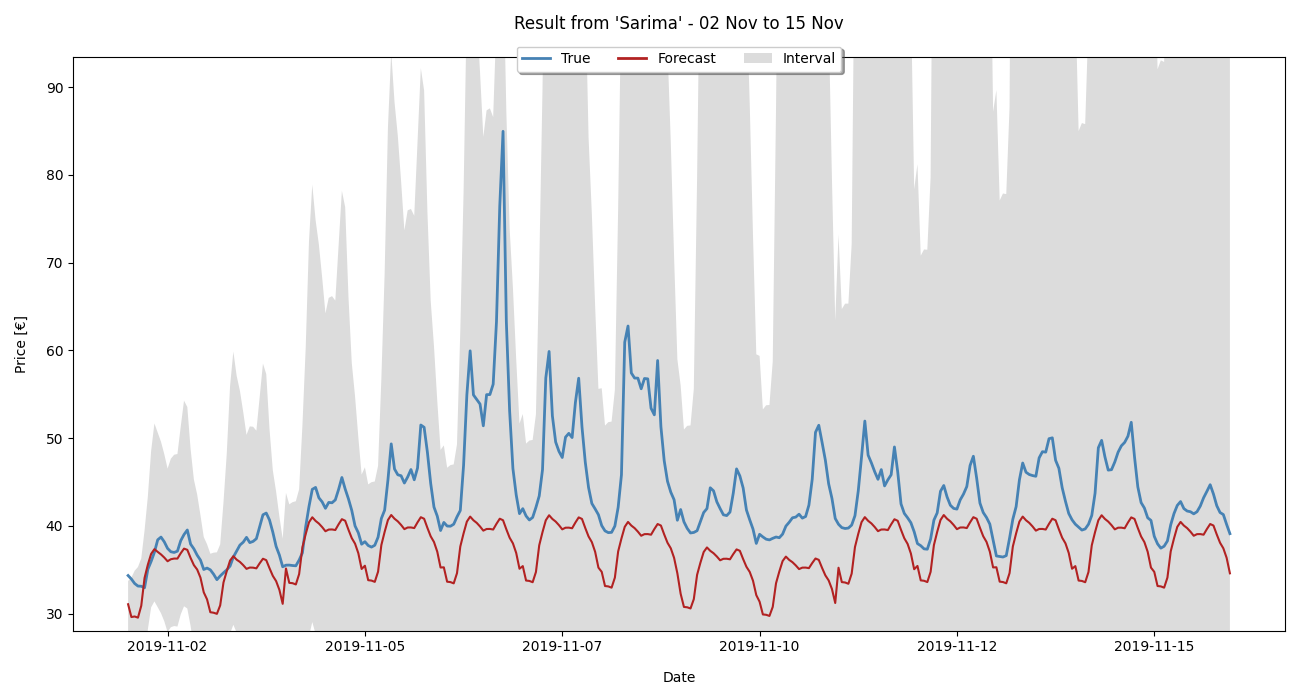 Result from 'Sarima' - 02 Nov to 15 Nov
True Forecast Interval
90
80
70
60
50
40
30
Price [€]
2019-11-02 2019-11-05 2019-11-07 2019-11-10 2019-11-12 2019-11-15
Date